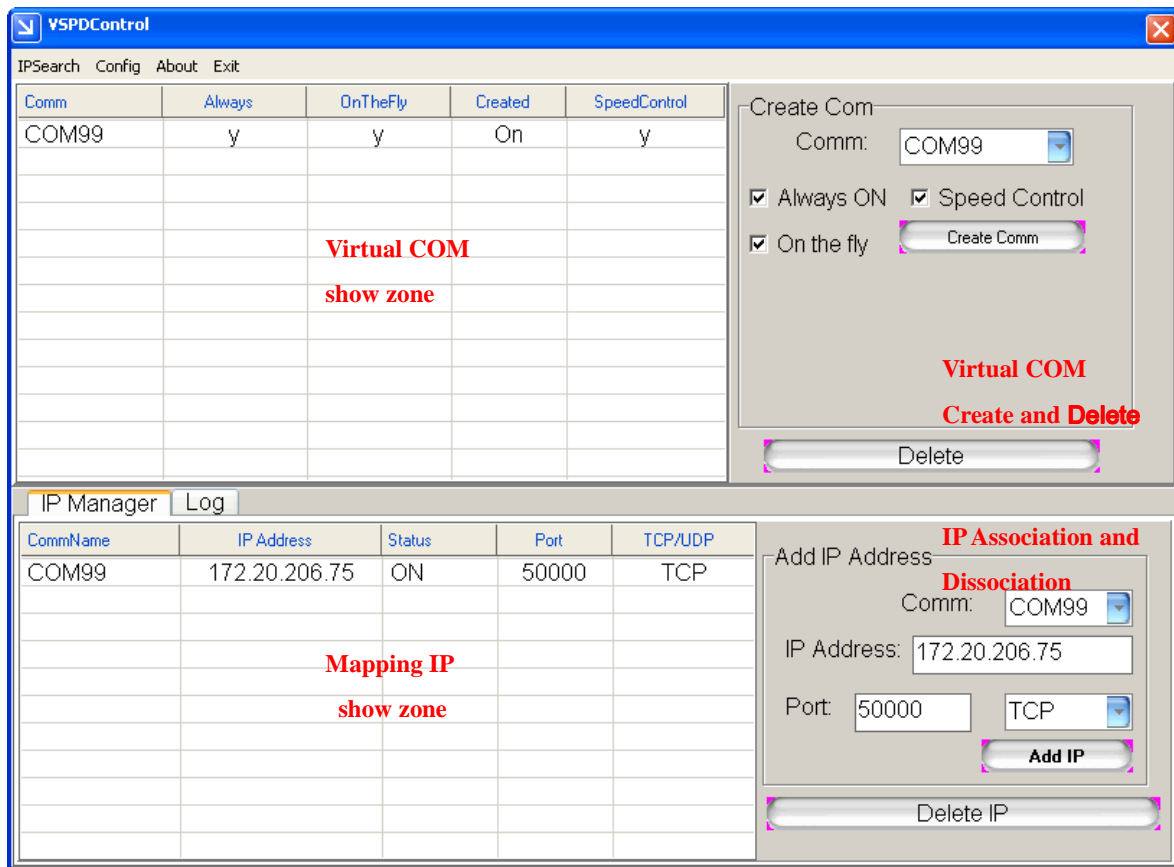 VSPDControl
IPSearch Config About Exit
Comm Always OnTheFly Created SpeedControl
COM99 y y On y
Virtual COM
show zone
Create Com
Comm: COM99
Always ON Speed Control
On the fly Create Comm
Virtual COM
Create and Delete
Delete
IP Manager Log
CommName IP Address Status Port TCP/UDP
COM99 172.20.206.75 ON 50000 TCP
Mapping IP
show zone
IP Association and
Add IP Address
Dissociation
Comm: COM99
IP Address: 172.20.206.75
Port: 50000 TCP
Add IP
Delete IP